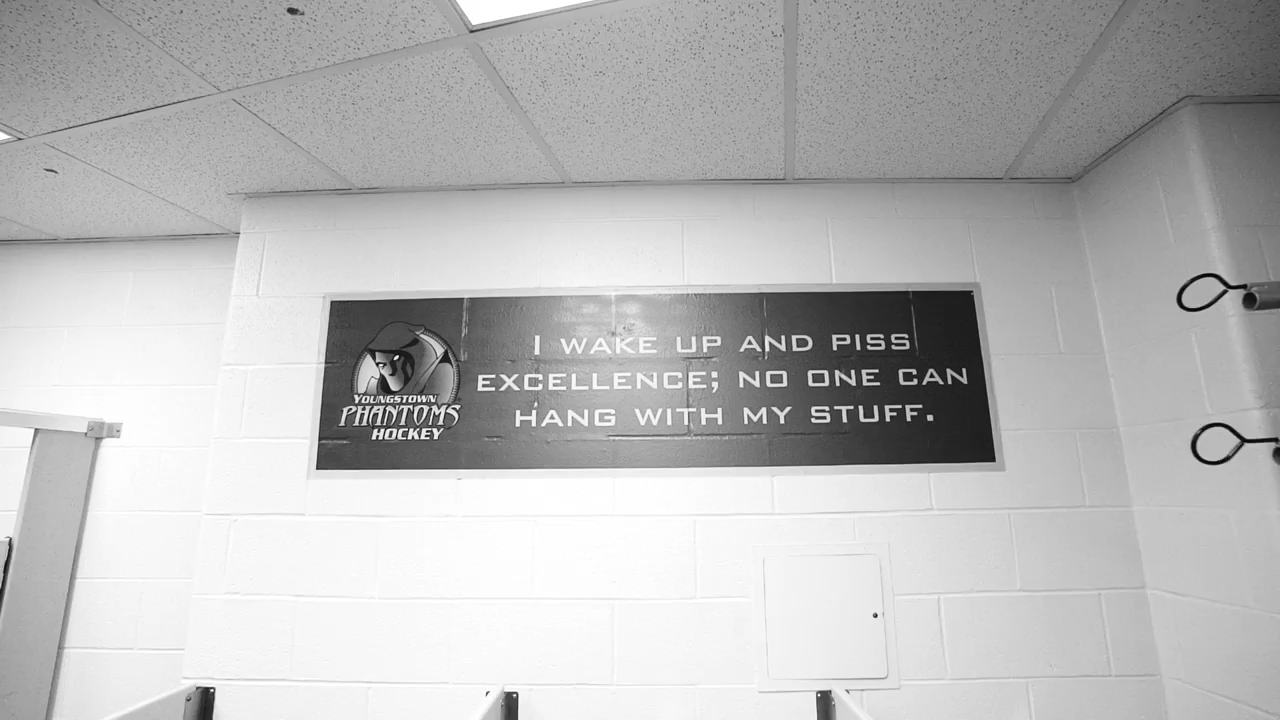 YOUNGSTOWN
PHANTOMS
HOCKEY
I WAKE UP AND PISS
EXCELLENCE; NO ONE CAN
HANG WITH MY STUFF.